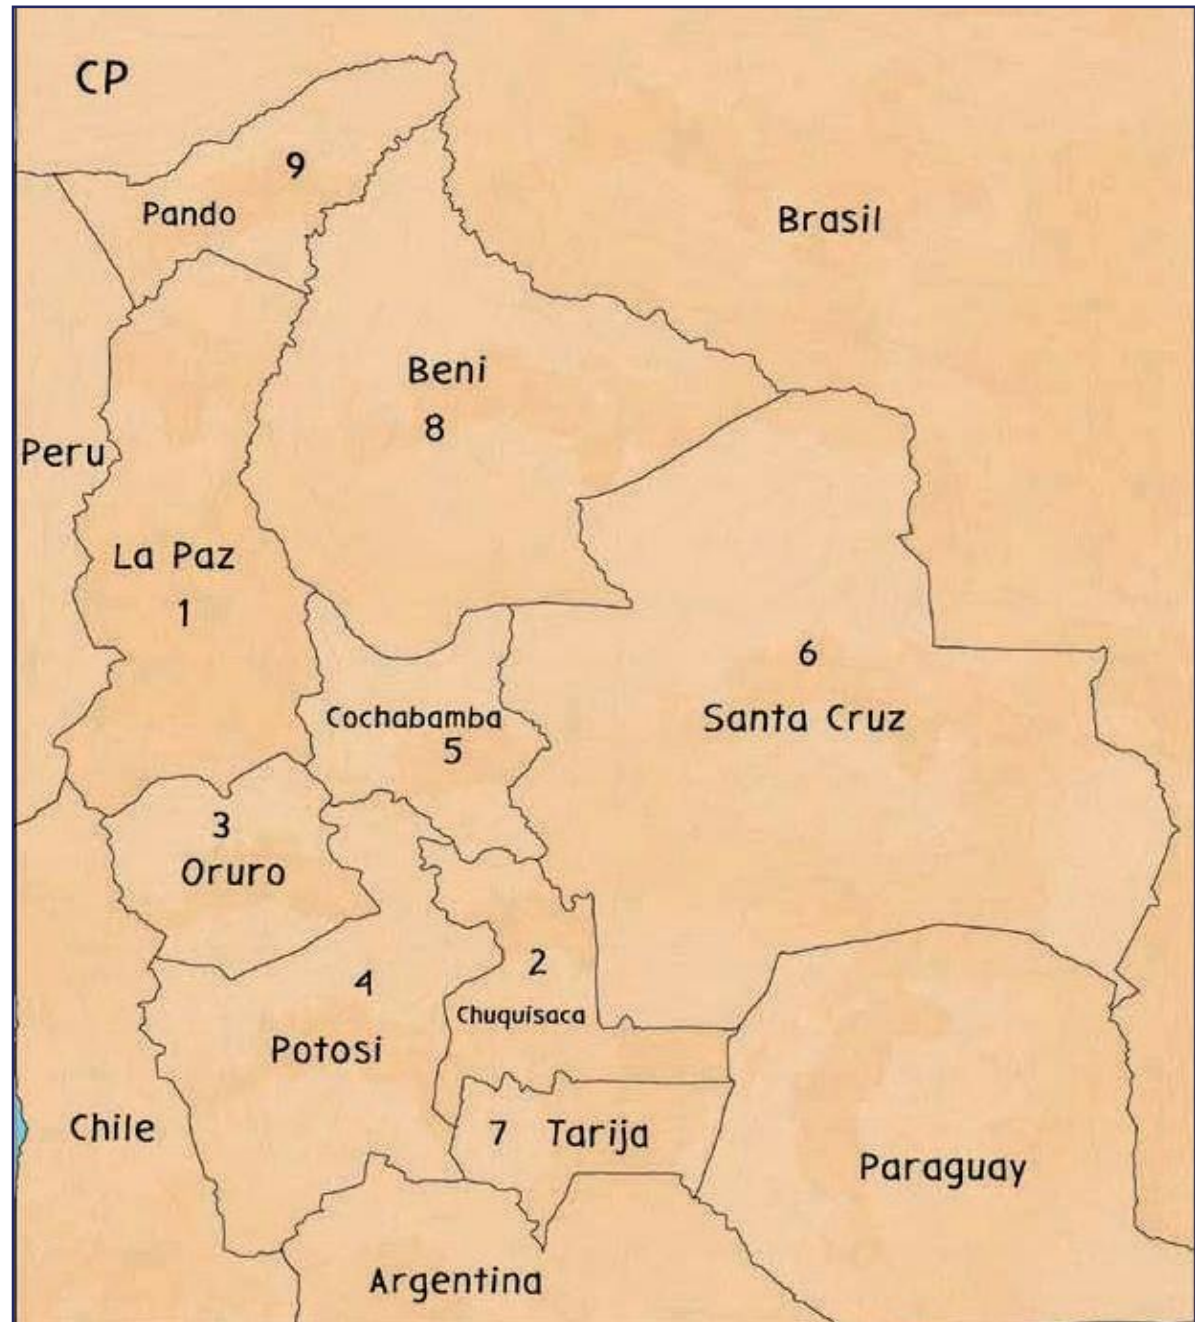 CP
9
Pando
Brasil
Beni
8
Peru
La Paz
1
6
Santa Cruz
Cochabamba
5
3
Oruro
2
4
Chuquisaca
Potosi
Chile
7 Tarija
Paraguay
Argentina